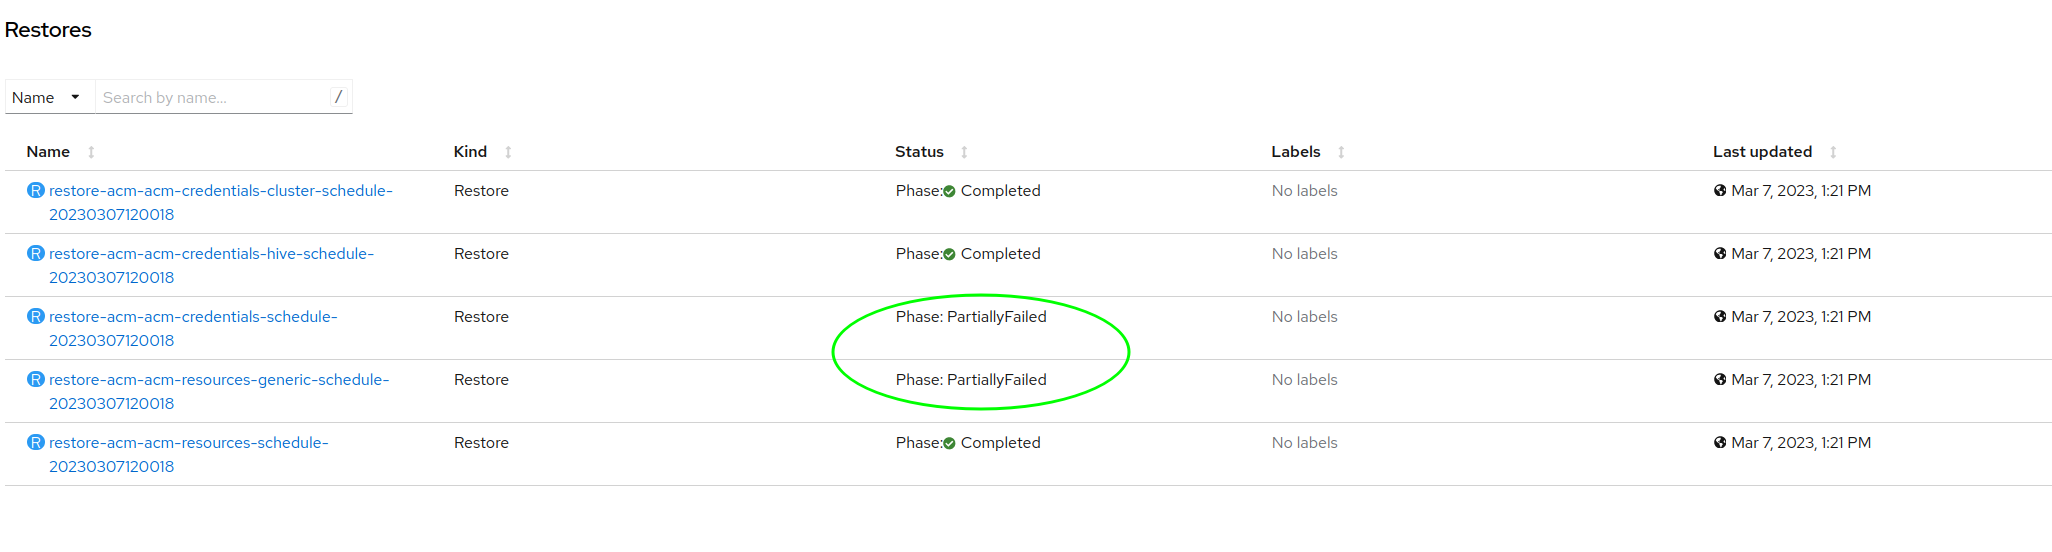 Restores
Name Search by name... /
Name Kind Status Labels Last updated
R restore-acm-acm-credentials-cluster-schedule- Restore Phase: Completed No labels Mar 7, 2023, 1:21 PM
20230307120018
R restore-acm-acm-credentials-hive-schedule- Restore Phase: Completed No labels Mar 7, 2023, 1:21 PM
20230307120018
R restore-acm-acm-credentials-schedule- Restore Phase: PartiallyFailed No labels Mar 7, 2023, 1:21 PM
20230307120018
R restore-acm-acm-resources-generic-schedule- Restore Phase: PartiallyFailed No labels Mar 7, 2023, 1:21 PM
20230307120018
R restore-acm-acm-resources-schedule- Restore Phase: Completed No labels Mar 7, 2023, 1:21 PM
20230307120018